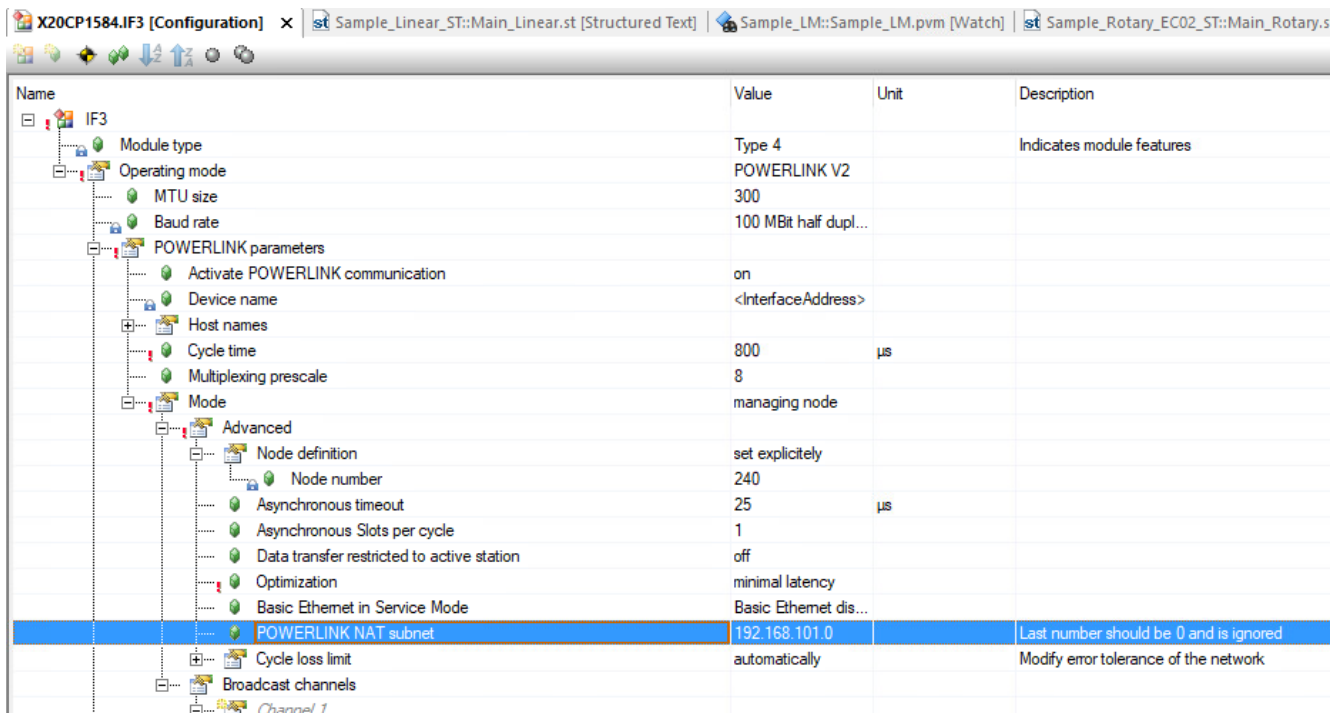 X20CP1584.IF3 [Configuration] × st Sample_Linear_ST::Main_Linear.st [Structured Text] Sample_LM::Sample_LM.pvm [Watch] st Sample_Rotary_EC02_ST::Main_Rotary.s
Name Value Unit Description
IF3
Module type Type 4 Indicates module features
Operating mode POWERLINK V2
MTU size 300
Baud rate 100 MBit half dupl...
POWERLINK parameters
Activate POWERLINK communication on
Device name <InterfaceAddress>
Host names
Cycle time 800 µs
Multiplexing prescale 8
Mode managing node
Advanced
Node definition set explicitely
Node number 240
Asynchronous timeout 25 µs
Asynchronous Slots per cycle 1
Data transfer restricted to active station off
Optimization minimal latency
Basic Ethernet in Service Mode Basic Ethernet dis...
POWERLINK NAT subnet 192.168.101.0 Last number should be 0 and is ignored
Cycle loss limit automatically Modify error tolerance of the network
Broadcast channels
Channel 1